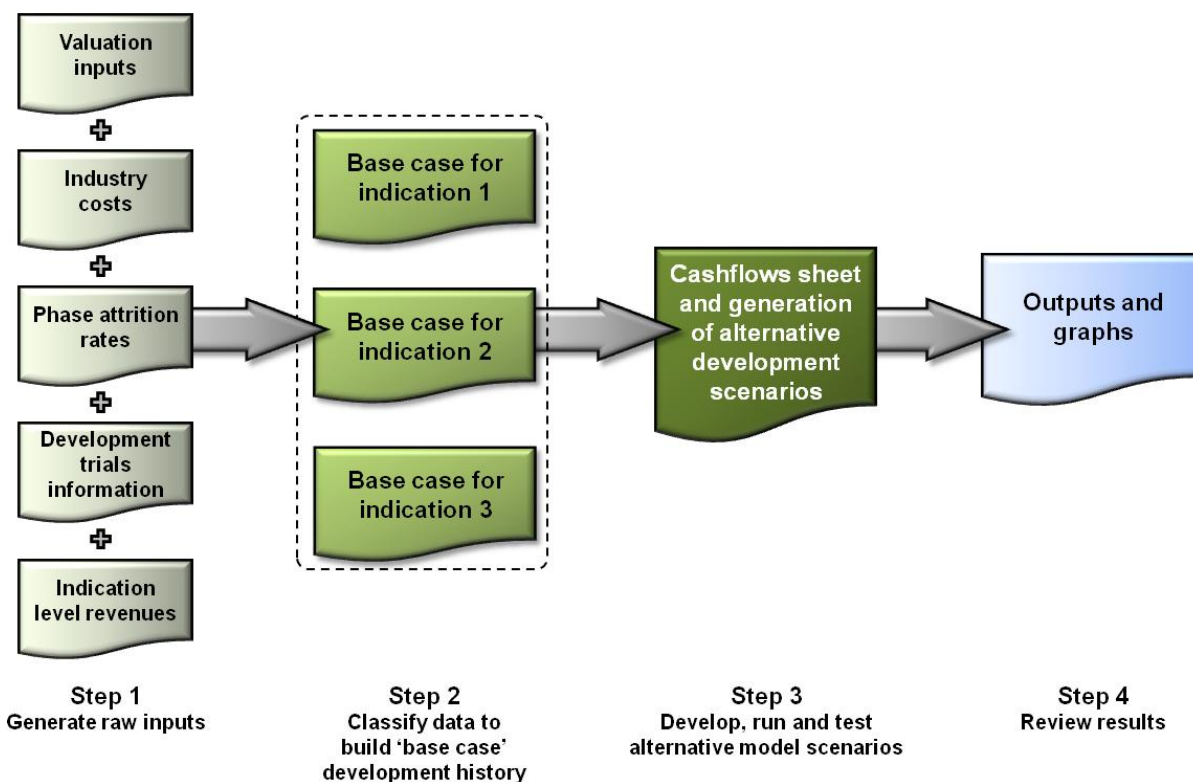 Valuation
inputs
Industry
costs
Phase attrition
rates
Development
trials
information
Indication
level revenues
Base case for
indication 1
Base case for
indication 2
Base case for
indication 3
Cashflows sheet
and generation
of alternative
development
scenarios
Outputs and
graphs
Step 1
Generate raw inputs
Step 2
Classify data to
build ‘base case’
development history
Step 3
Develop, run and test
alternative model scenarios
Step 4
Review results